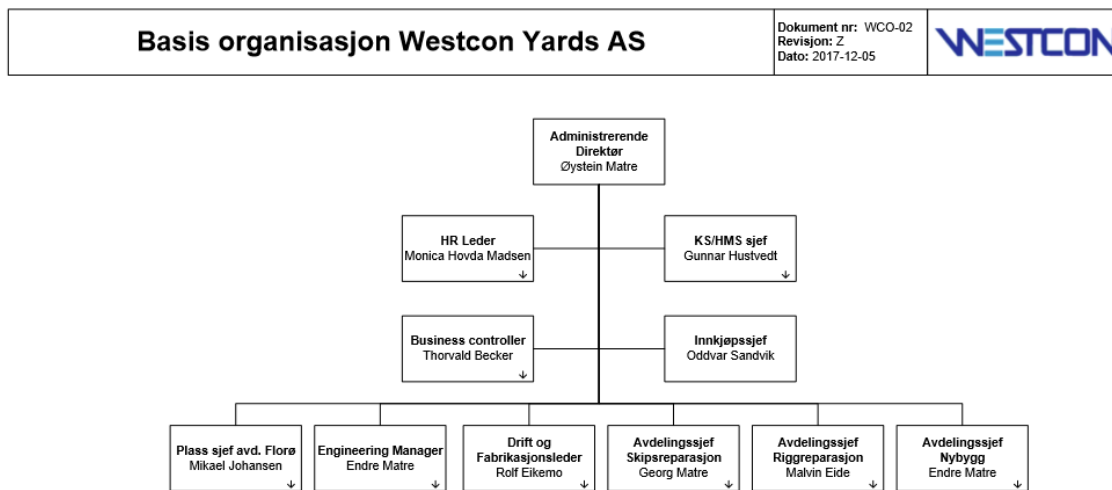 Basis organisasjon Westcon Yards AS
Dokument nr: WCO-02
Revisjon: Z
Dato: 2017-12-05
WESTCON
Administrerende
Direktør
Øystein Matre
HR Leder
Monica Hovda Madsen
KS/HMS sjef
Gunnar Hustvedt
Business controller
Thorvald Becker
Innkjøpssjef
Oddvar Sandvik
Plass sjef avd. Florø
Mikael Johansen
Engineering Manager
Endre Matre
Drift og
Fabrikasjonsleder
Rolf Eikemo
Avdelingssjef
Skipsreparasjon
Georg Matre
Avdelingssjef
Riggreparasjon
Malvin Eide
Avdelingssjef
Nybygg
Endre Matre